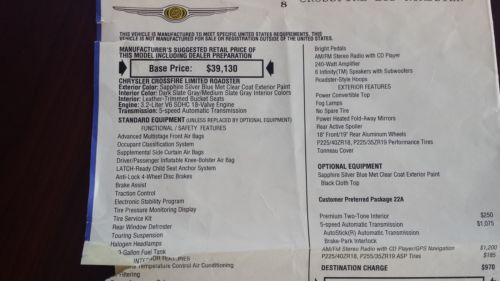 8
THIS VEHICLE IS MANUFACTURED TO MEET SPECIFIC UNITED STATES REQUIREMENTS. THIS
VEHICLE IS NOT MANUFACTURED FOR SALE OR REGISTRATION OUTSIDE OF THE UNITED STATES.
MANUFACTURER'S SUGGESTED RETAIL PRICE OF
THIS MODEL INCLUDING DEALER PREPARATION
Base Price: $39,130
CHRYSLER CROSSFIRE LIMITED ROADSTER
Exterior Color: Sapphire Silver Blue Met Clear Coat Exterior Paint
Interior Color: Dark Slate Gray/Medium Slate Gray Interior Colors
Interior: Leather-Trimmed Bucket Seats
Engine: 3.2-Liter V6 SOHC 18-Valve Engine
Transmission: 5-speed Automatic Transmission
STANDARD EQUIPMENT (UNLESS REPLACED BY OPTIONAL EQUIPMENT)
FUNCTIONAL / SAFETY FEATURES
Advanced Multistage Front Air Bags
Occupant Classification System
Supplemental Side Curtain Air Bags
Driver/Passenger Inflatable Knee-Bolster Air Bag
LATCH-Ready Child Seat Anchor System
Anti-Lock 4-Wheel Disc Brakes
Brake Assist
Traction Control
Electronic Stability Program
Tire Pressure Monitoring Display
Tire Service Kit
Rear Window Defroster
Touring Suspension
Halogen Headlamps
-Gallon Fuel Tank
INTERIOR FEATURES
Temperature Control Air Conditioning
Filtering
Bright Pedals
AM/FM Stereo Radio with CD Player
240-Watt Amplifier
6 Infinity(TM) Speakers with Subwoofers
Roadster-Style Hoops
EXTERIOR FEATURES
Power Convertible Top
Fog Lamps
No Spare Tire
Power Heated Fold-Away Mirrors
Rear Active Spoiler
18" Front/19" Rear Aluminum Wheels
P225/40ZR18, P255/35ZR19 Performance Tires
Tonneau Cover
OPTIONAL EQUIPMENT
Sapphire Silver Blue Met Clear Coat Exterior Paint
Black Cloth Top
Customer Preferred Package 22A
Premium Two-Tone Interior $250
5-speed Automatic Transmission $1,075
AutoStick(R) Automatic Transmission
Brake-Park Interlock
AM/FM Stereo Radio with CD Player/GPS Navigation $1,200
P225/40ZR18, P255/35ZR19 ASP Tires $185
DESTINATION CHARGE $970